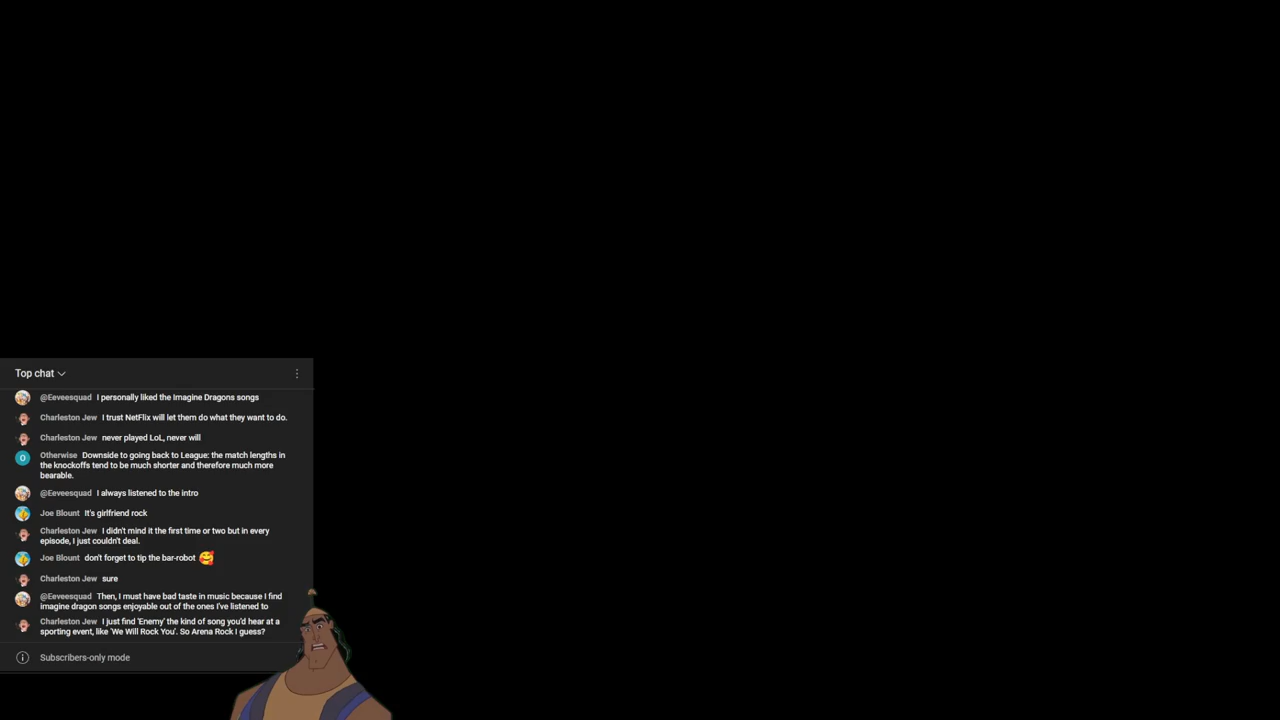 Top chat
@Eeveesquad I personally liked the Imagine Dragons songs
Charleston Jew I trust NetFlix will let them do what they want to do.
Charleston Jew never played LoL, never will
Otherwise Downside to going back to League: the match lengths in
the knockoffs tend to be much shorter and therefore much more
bearable.
@Eeveesquad I always listened to the intro
Joe Blount It's girlfriend rock
Charleston Jew I didn't mind it the first time or two but in every
episode, I just couldn't deal.
Joe Blount don't forget to tip the bar-robot 🥰
Charleston Jew sure
@Eeveesquad Then, I must have bad taste in music because I find
imagine dragon songs enjoyable out of the ones I've listened to
Charleston Jew I just find 'Enemy' the kind of song you'd hear at a
sporting event, like 'We Will Rock You'. So Arena Rock I guess?
Subscribers-only mode